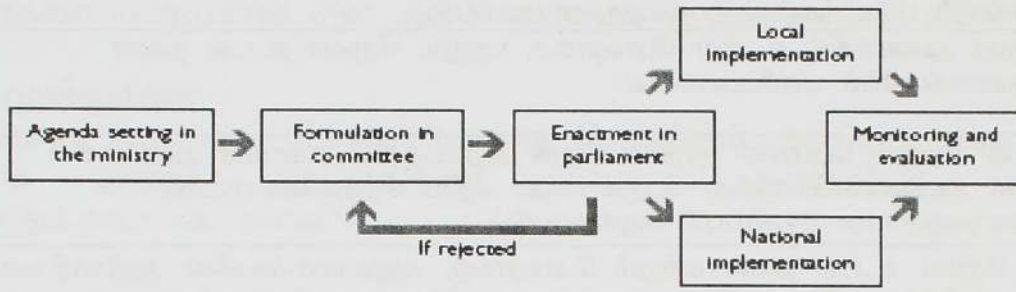 Agenda setting in
the ministry
Formulation in
committee
Enactment in
parliament
If rejected
Local
implementation
National
implementation
Monitoring and
evaluation